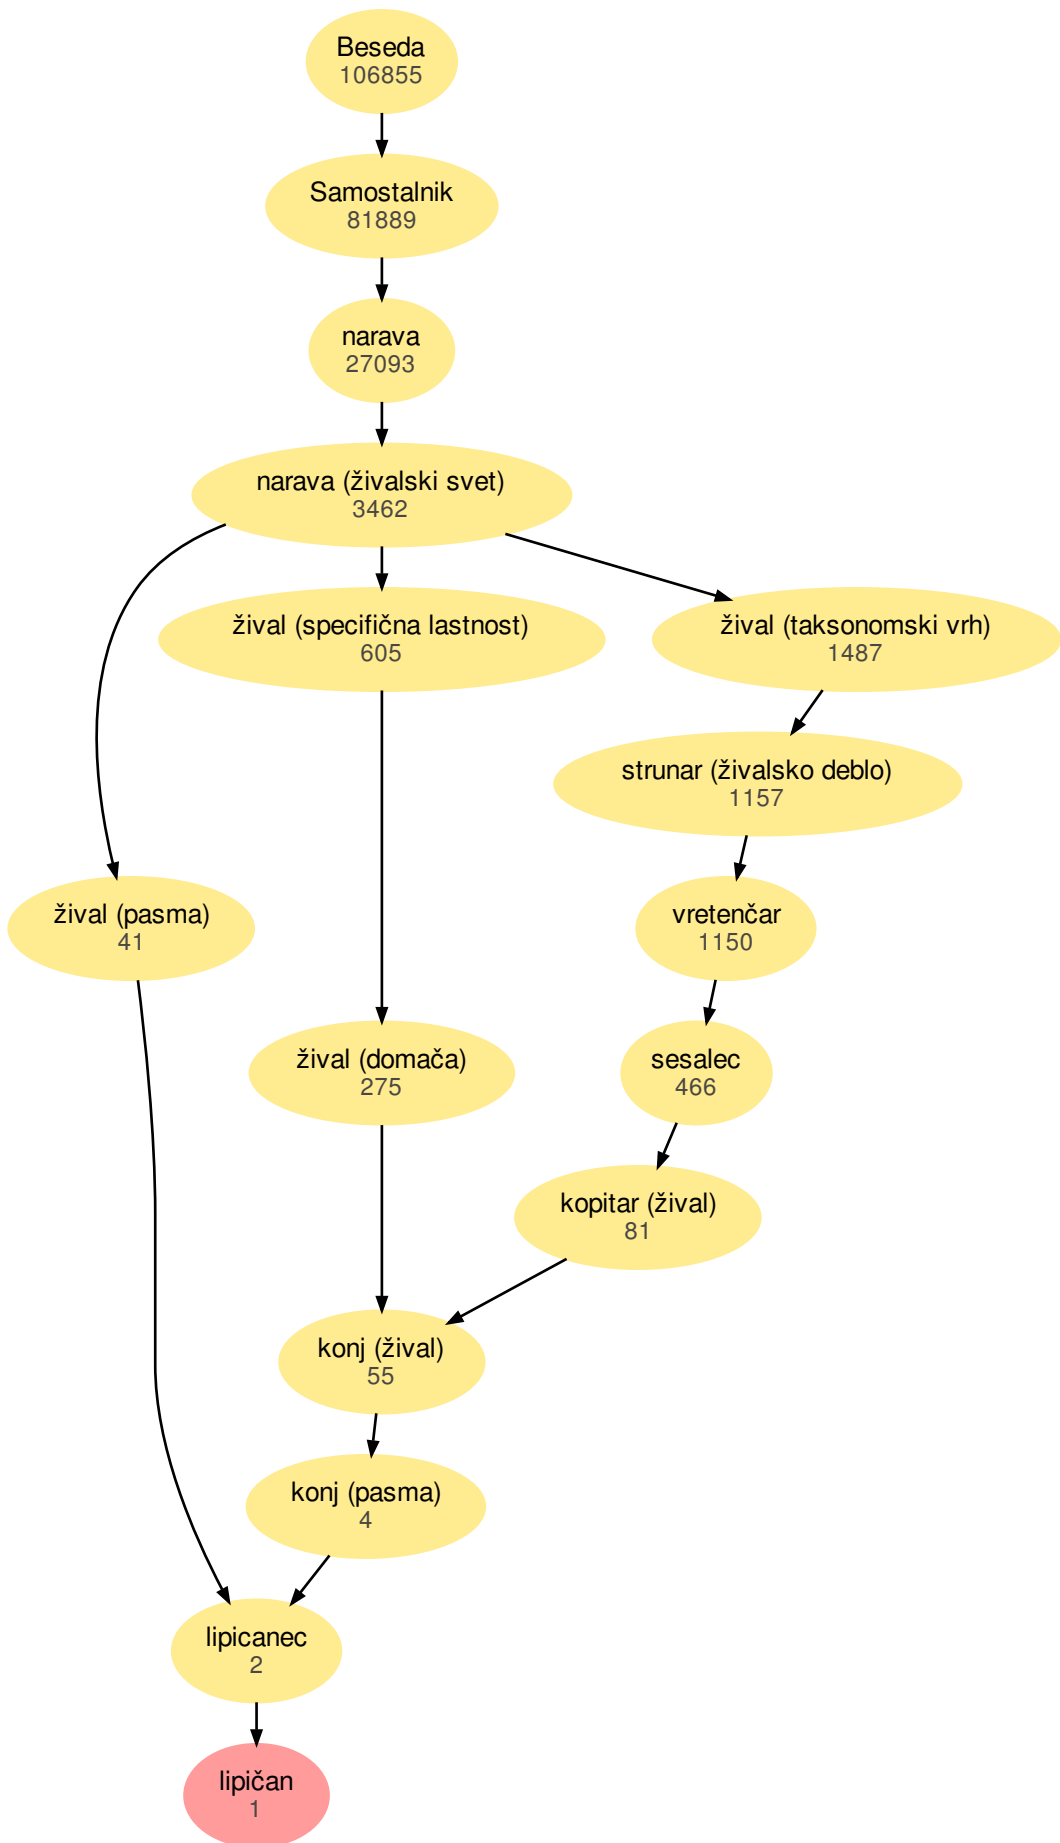 Beseda
106855
Samostalnik
81889
narava
27093
narava (živalski svet)
3462
žival (specifična lastnost)
605
žival (taksonomski vrh)
1487
strunar (živalsko deblo)
1157
žival (pasma)
41
vretenčar
1150
žival (domača)
275
sesalec
466
kopitar (žival)
81
konj (žival)
55
konj (pasma)
4
lipicanec
2
lipičan
1